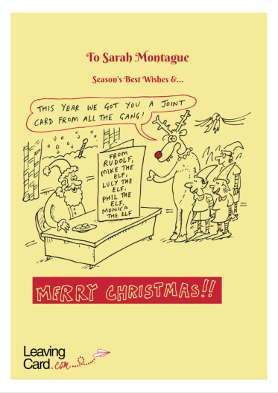 To Sarah Montague
Season's Best Wishes &...
THIS YEAR WE GOT YOU A JOINT
CARD FROM ALL THE GANG!
FROM
RUDOLF,
MIKE THE
ELF,
LUCY THE
ELF,
PHIL THE
ELF,
MONICA
THE ELF
MERRY CHRISTMAS!!
Leaving
Card.com